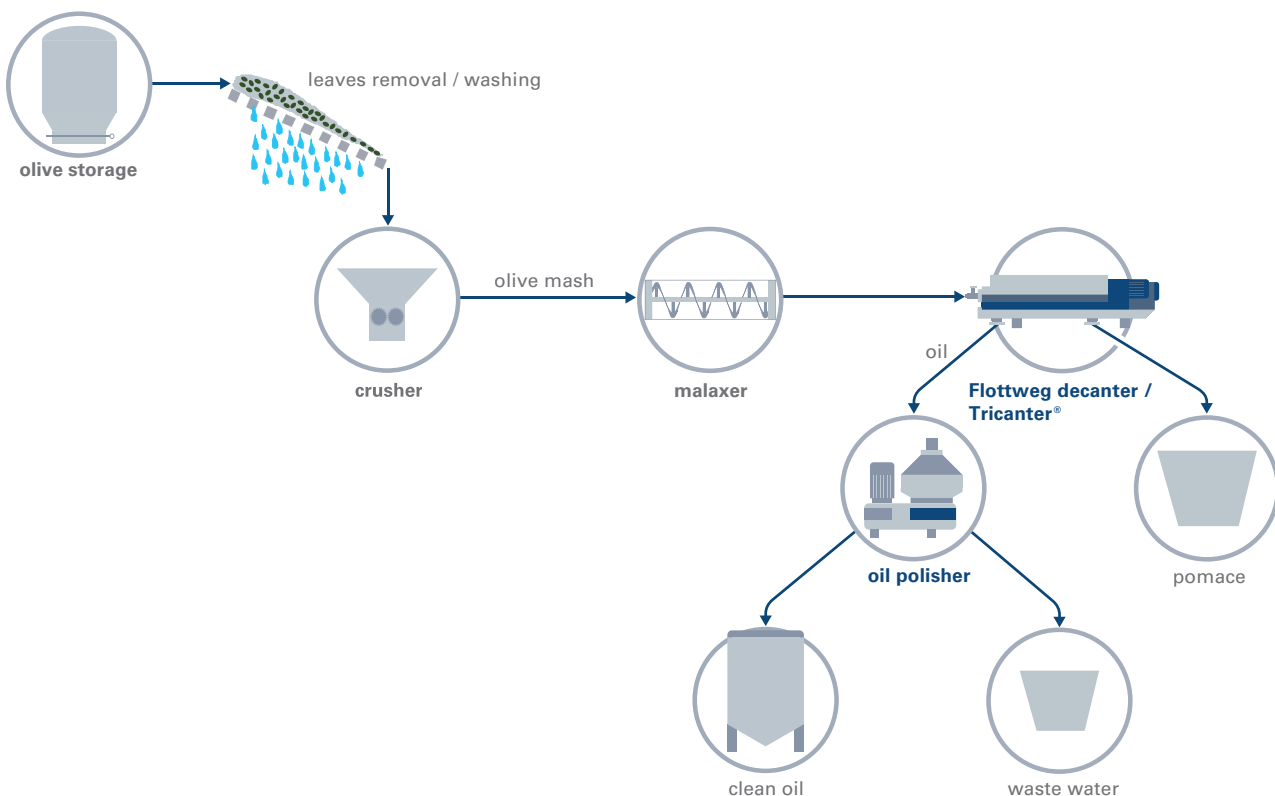 leaves removal / washing
olive storage
olive mash
crusher
malaxer
oil
Flottweg decanter /
Tricanter®
oil polisher
pomace
clean oil
waste water